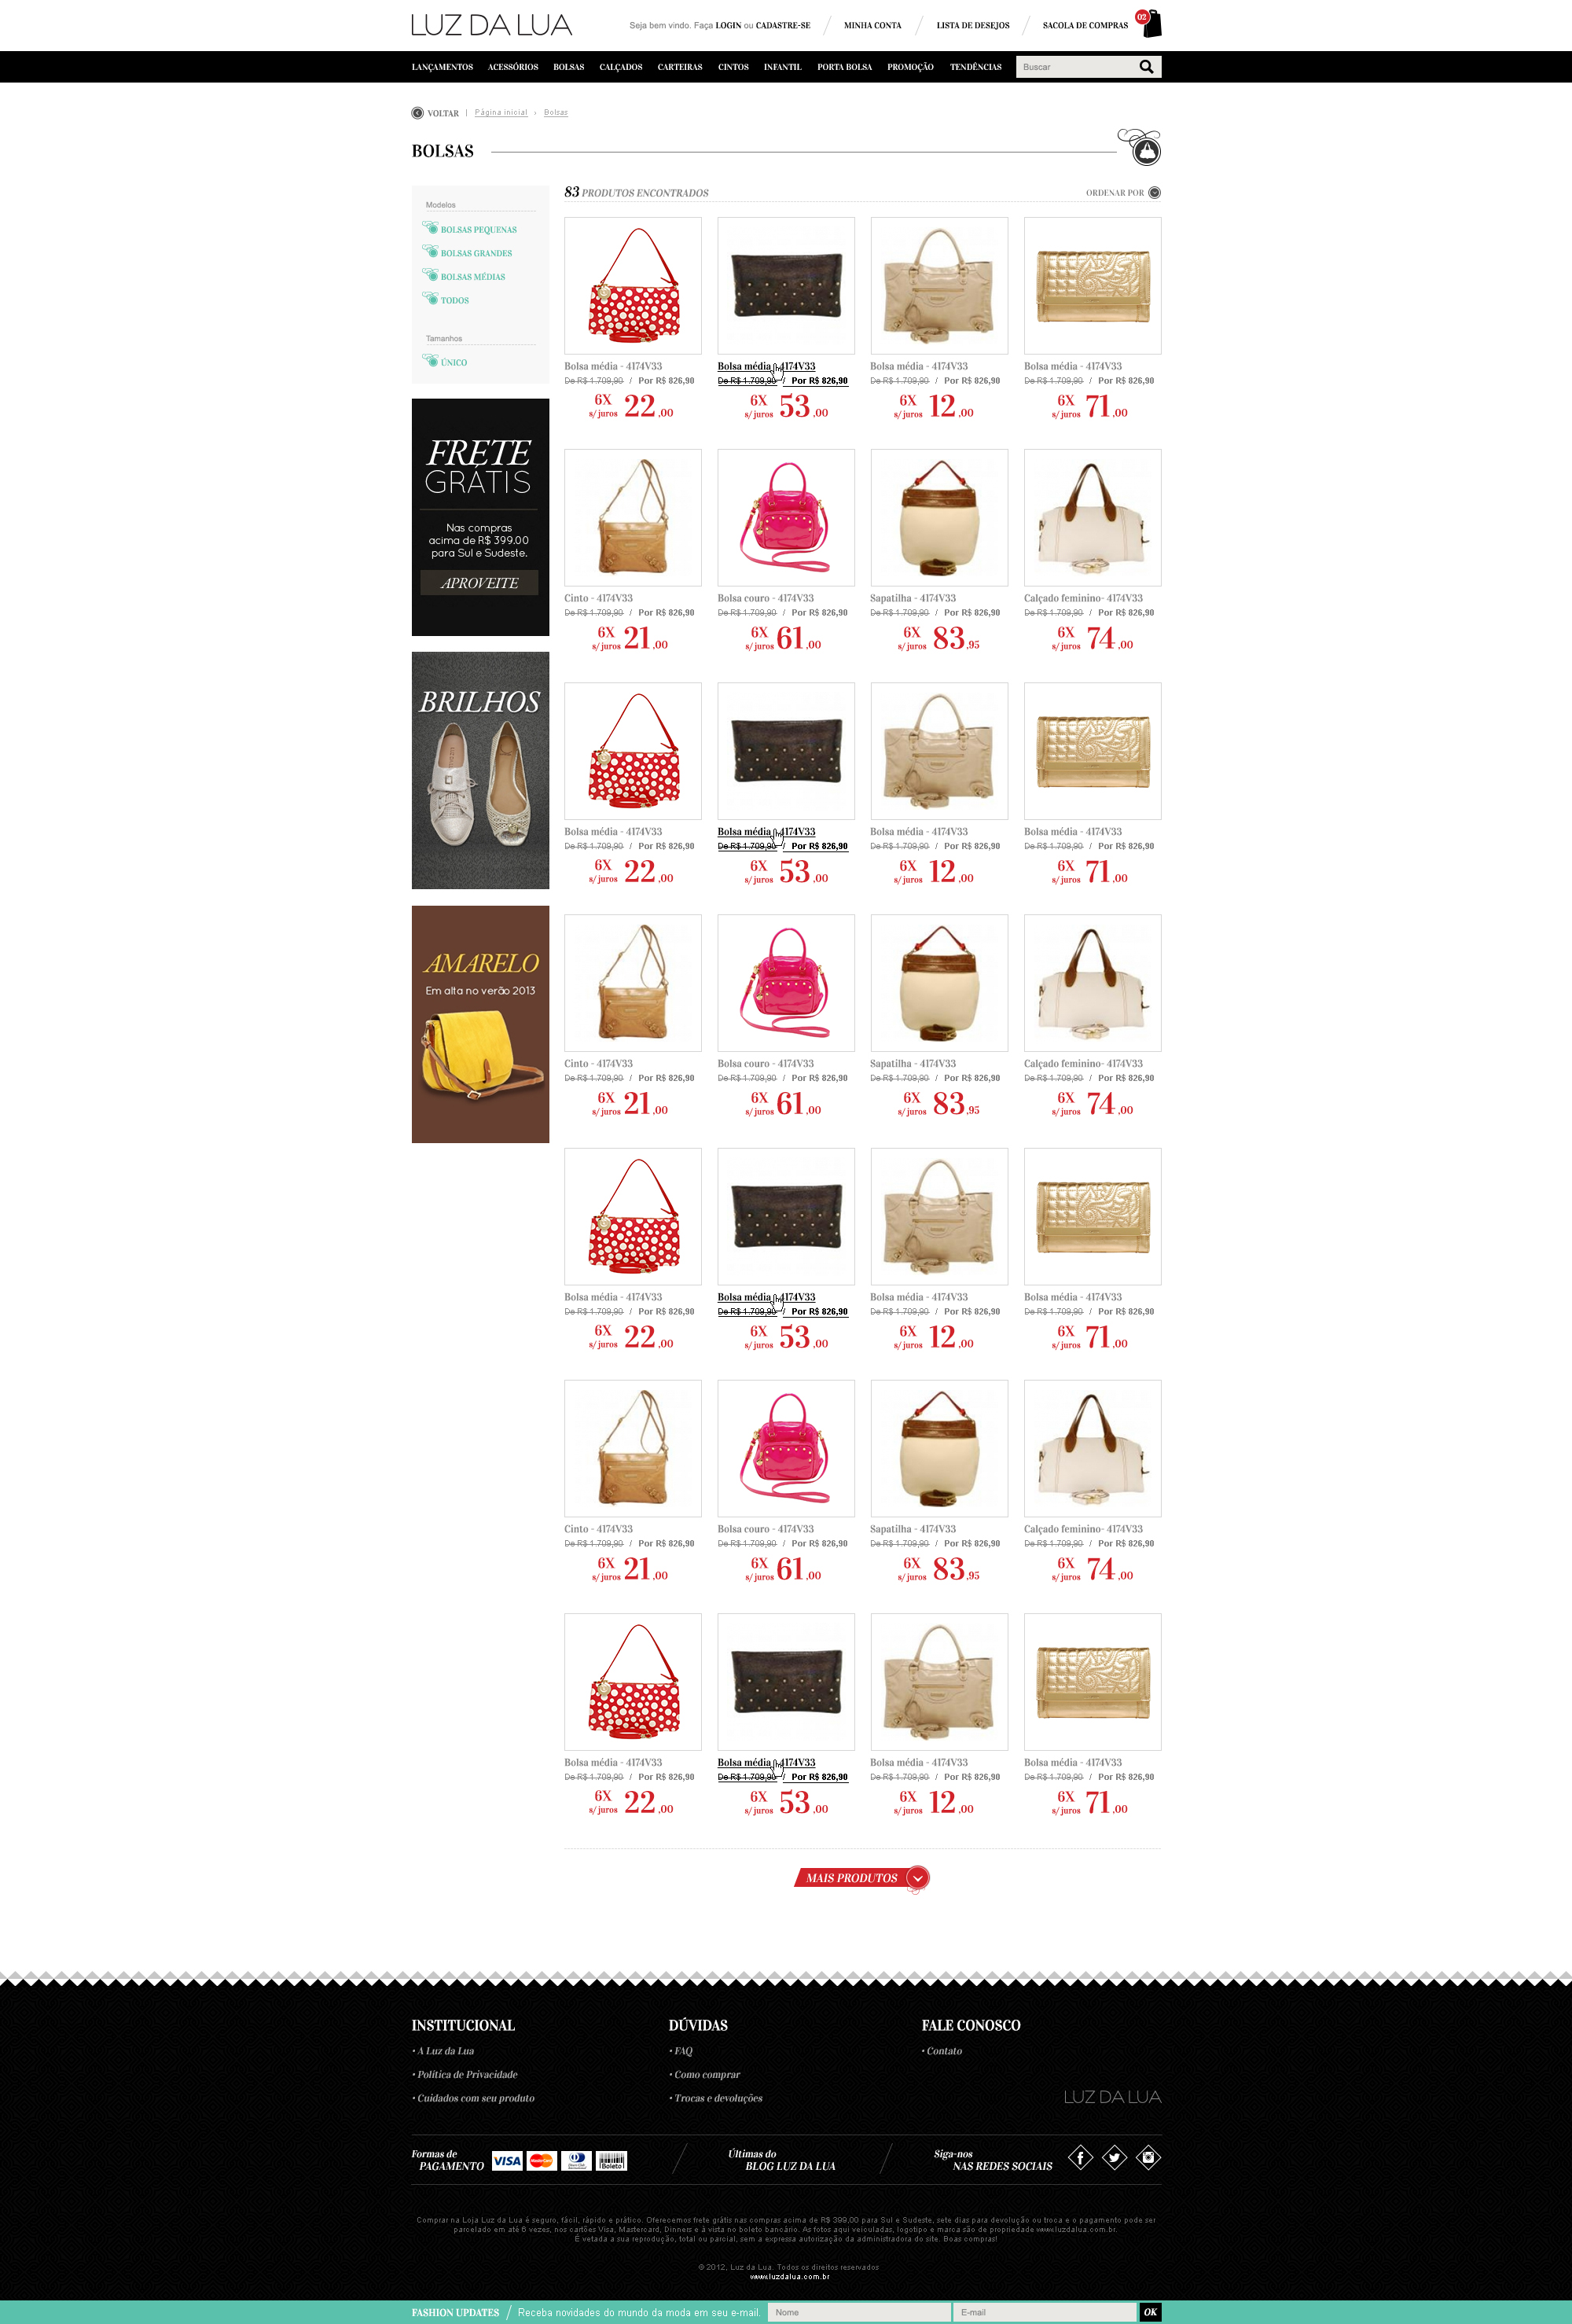 LUZ DA LUA
Seja bem vindo. Faça LOGIN ou CADASTRE-SE
MINHA CONTA
LISTA DE DESEJOS
SACOLA DE COMPRAS
02
LANÇAMENTOS ACESSÓRIOS BOLSAS CALÇADOS CARTEIRAS CINTOS INFANTIL PORTA BOLSA PROMOÇÃO TENDÊNCIAS
Buscar
VOLTAR | Página inicial › Bolsas
BOLSAS
Modelos
BOLSAS PEQUENAS
BOLSAS GRANDES
BOLSAS MÉDIAS
TODOS
Tamanhos
ÚNICO
FRETE
GRÁTIS
Nas compras
acima de R$ 399.00
para Sul e Sudeste.
APROVEITE
BRILHOS
AMARELO
Em alta no verão 2013
83 PRODUTOS ENCONTRADOS
ORDENAR POR
Bolsa média - 4174V33 Bolsa média - 4174V33 Bolsa média - 4174V33 Bolsa média - 4174V33
De R$ 1.709,90 / Por R$ 826,90 De R$ 1.709,90 / Por R$ 826,90 De R$ 1.709,90 / Por R$ 826,90 De R$ 1.709,90 / Por R$ 826,90
6X s/ juros 22,00 6X s/ juros 53,00 6X s/ juros 12,00 6X s/ juros 71,00
Cinto - 4174V33 Bolsa couro - 4174V33 Sapatilha - 4174V33 Calçado feminino- 4174V33
De R$ 1.709,90 / Por R$ 826,90 De R$ 1.709,90 / Por R$ 826,90 De R$ 1.709,90 / Por R$ 826,90 De R$ 1.709,90 / Por R$ 826,90
6X s/ juros 21,00 6X s/ juros 61,00 6X s/ juros 83,95 6X s/ juros 74,00
Bolsa média - 4174V33 Bolsa média - 4174V33 Bolsa média - 4174V33 Bolsa média - 4174V33
De R$ 1.709,90 / Por R$ 826,90 De R$ 1.709,90 / Por R$ 826,90 De R$ 1.709,90 / Por R$ 826,90 De R$ 1.709,90 / Por R$ 826,90
6X s/ juros 22,00 6X s/ juros 53,00 6X s/ juros 12,00 6X s/ juros 71,00
Cinto - 4174V33 Bolsa couro - 4174V33 Sapatilha - 4174V33 Calçado feminino- 4174V33
De R$ 1.709,90 / Por R$ 826,90 De R$ 1.709,90 / Por R$ 826,90 De R$ 1.709,90 / Por R$ 826,90 De R$ 1.709,90 / Por R$ 826,90
6X s/ juros 21,00 6X s/ juros 61,00 6X s/ juros 83,95 6X s/ juros 74,00
Bolsa média - 4174V33 Bolsa média - 4174V33 Bolsa média - 4174V33 Bolsa média - 4174V33
De R$ 1.709,90 / Por R$ 826,90 De R$ 1.709,90 / Por R$ 826,90 De R$ 1.709,90 / Por R$ 826,90 De R$ 1.709,90 / Por R$ 826,90
6X s/ juros 22,00 6X s/ juros 53,00 6X s/ juros 12,00 6X s/ juros 71,00
Cinto - 4174V33 Bolsa couro - 4174V33 Sapatilha - 4174V33 Calçado feminino- 4174V33
De R$ 1.709,90 / Por R$ 826,90 De R$ 1.709,90 / Por R$ 826,90 De R$ 1.709,90 / Por R$ 826,90 De R$ 1.709,90 / Por R$ 826,90
6X s/ juros 21,00 6X s/ juros 61,00 6X s/ juros 83,95 6X s/ juros 74,00
Bolsa média - 4174V33 Bolsa média - 4174V33 Bolsa média - 4174V33 Bolsa média - 4174V33
De R$ 1.709,90 / Por R$ 826,90 De R$ 1.709,90 / Por R$ 826,90 De R$ 1.709,90 / Por R$ 826,90 De R$ 1.709,90 / Por R$ 826,90
6X s/ juros 22,00 6X s/ juros 53,00 6X s/ juros 12,00 6X s/ juros 71,00
MAIS PRODUTOS
INSTITUCIONAL
• A Luz da Lua
• Política de Privacidade
• Cuidados com seu produto
DÚVIDAS
• FAQ
• Como comprar
• Trocas e devoluções
FALE CONOSCO
• Contato
LUZ DA LUA
Formas de
PAGAMENTO
VISA MasterCard Boleto
Últimas do
BLOG LUZ DA LUA
Siga-nos
NAS REDES SOCIAIS
Comprar na Loja Luz da Lua é seguro, fácil, rápido e prático. Oferecemos frete grátis nas compras acima de R$ 399,00 para Sul e Sudeste, sete dias para devolução ou troca e o pagamento pode ser
parcelado em até 6 vezes, nos cartões Visa, Mastercard, Dinners e à vista no boleto bancário. As fotos aqui veiculadas, logotipo e marca são de propriedade www.luzdalua.com.br.
É vetada a sua reprodução, total ou parcial, sem a expressa autorização da administradora do site. Boas compras!
© 2012, Luz da Lua. Todos os direitos reservados
www.luzdalua.com.br
FASHION UPDATES / Receba novidades do mundo da moda em seu e-mail. Nome E-mail OK